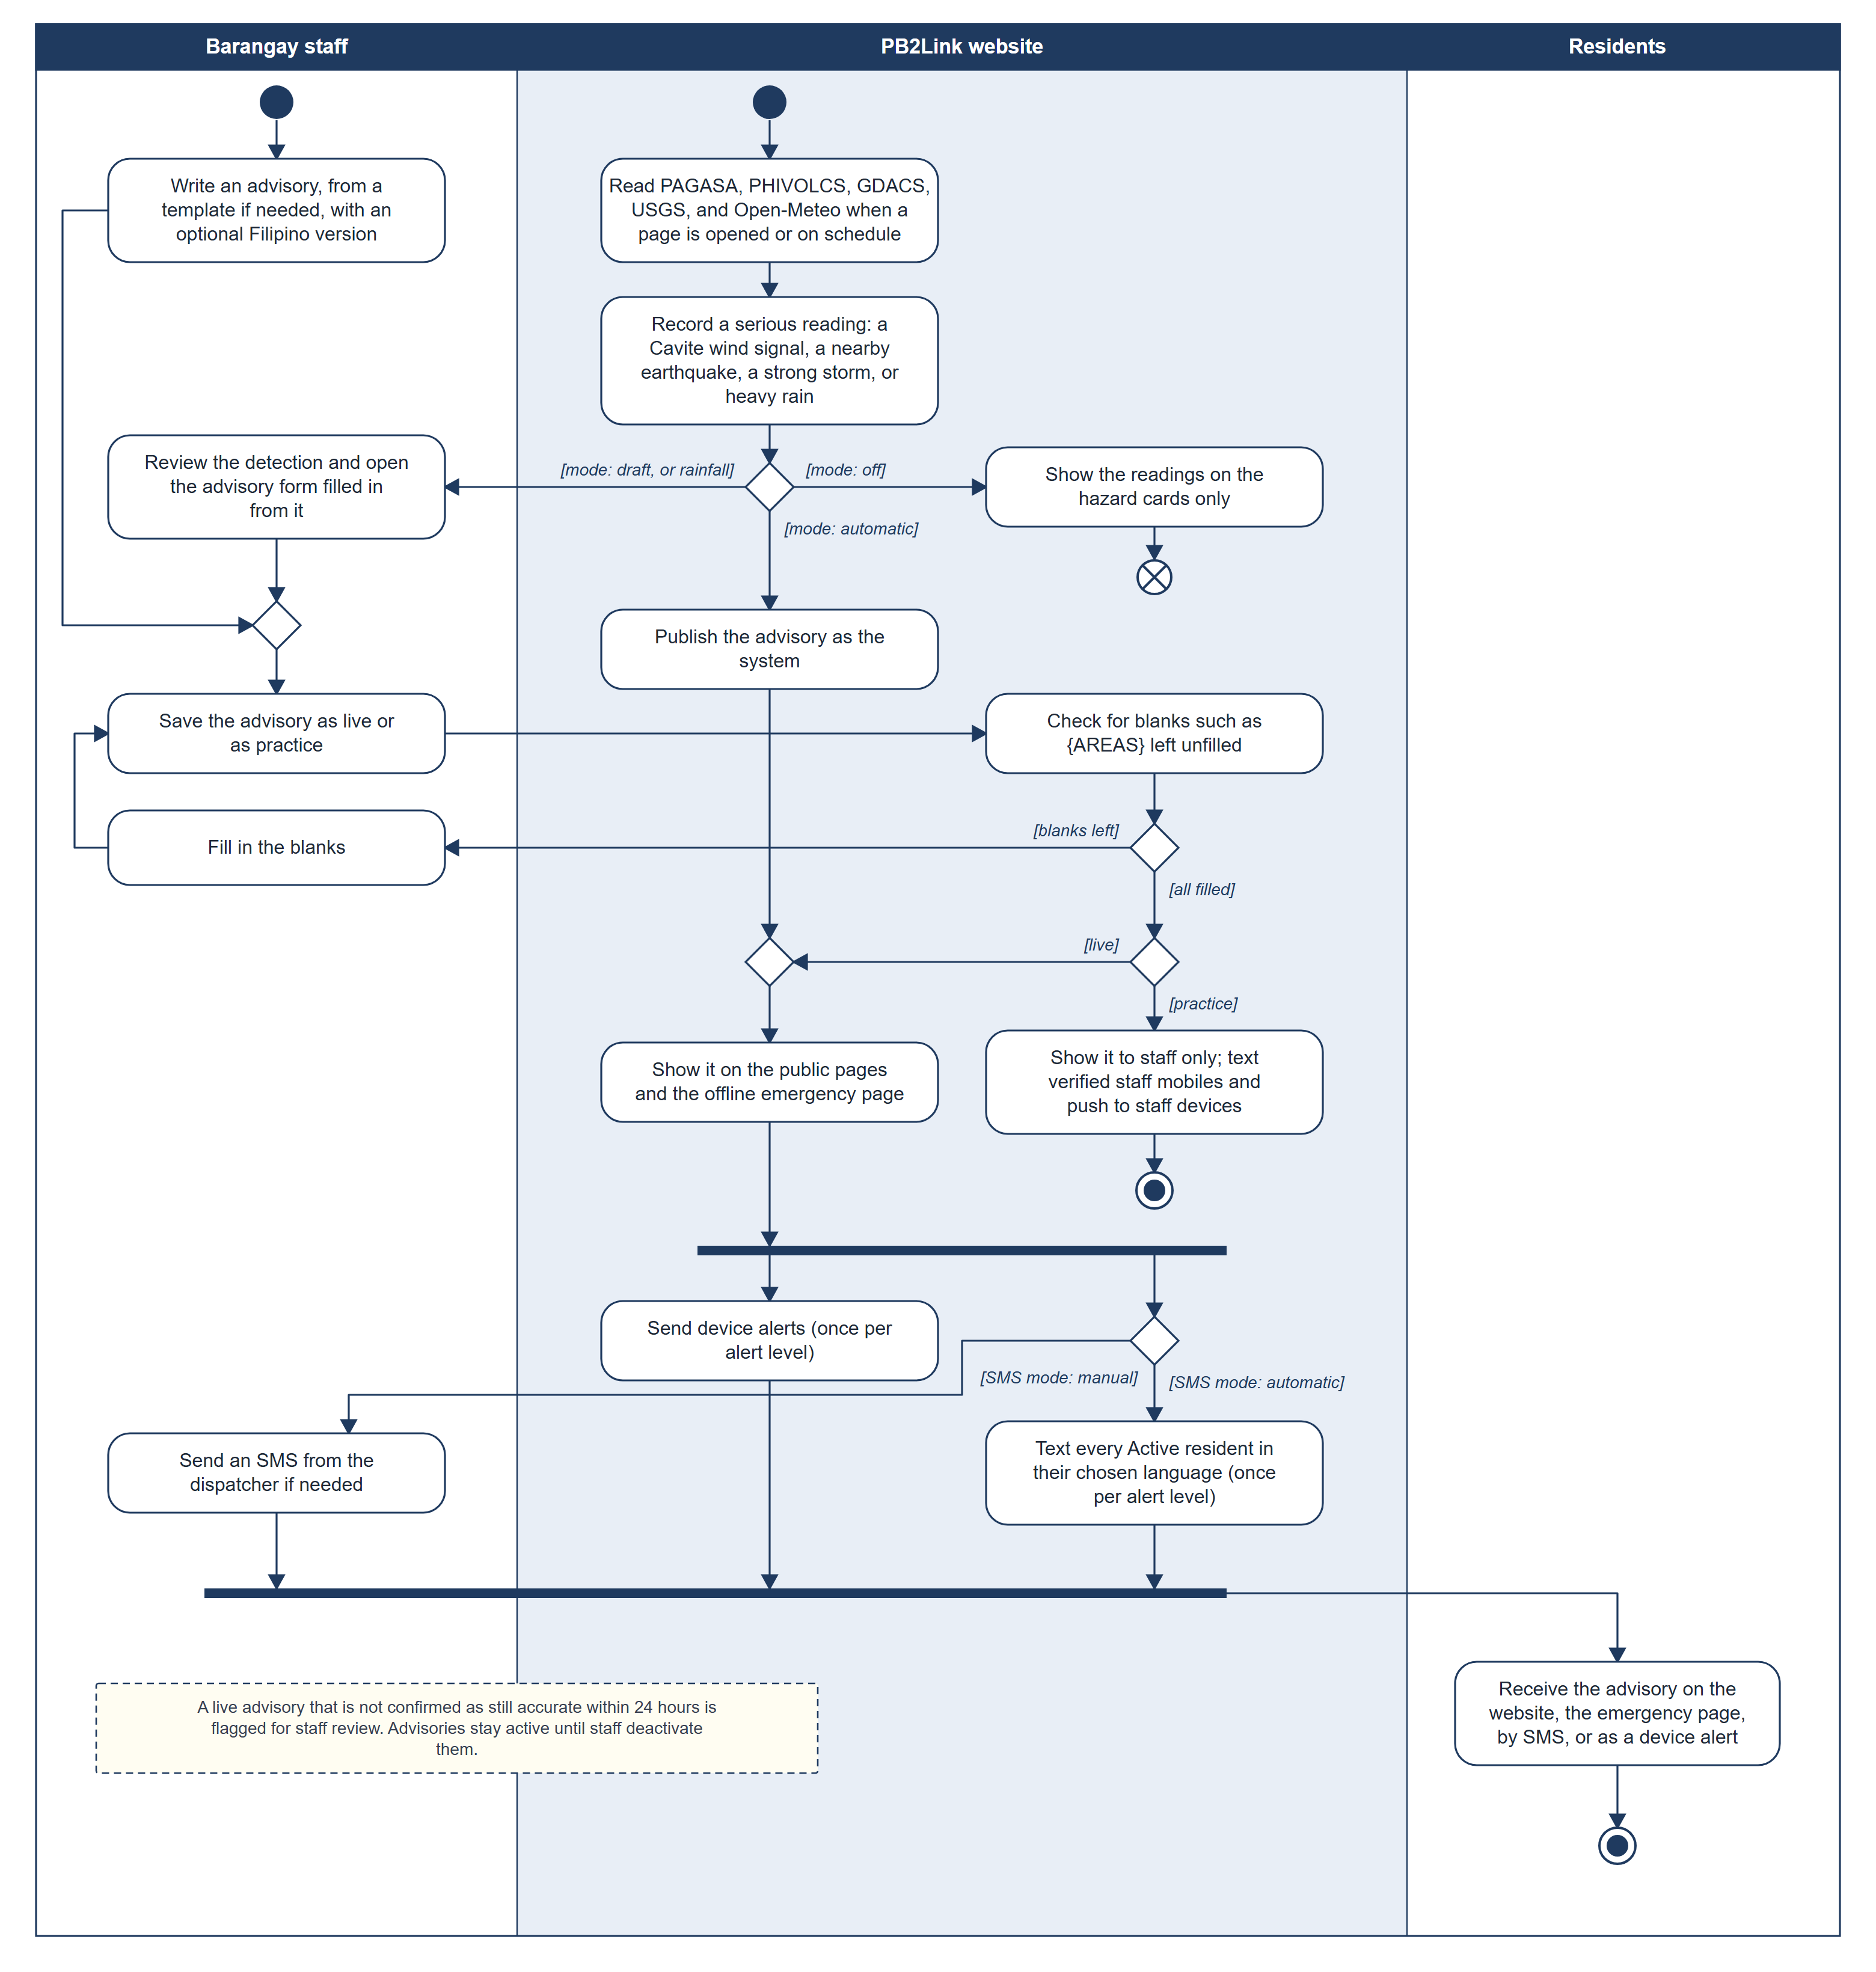 Barangay staff
PB2Link website
Residents
Write an advisory, from a
template if needed, with an
optional Filipino version
Read PAGASA, PHIVOLCS, GDACS,
USGS, and Open-Meteo when a
page is opened or on schedule
Record a serious reading: a
Cavite wind signal, a nearby
earthquake, a strong storm, or
heavy rain
Review the detection and open
the advisory form filled in
from it
[mode: draft, or rainfall]
[mode: off]
[mode: automatic]
Show the readings on the
hazard cards only
Publish the advisory as the
system
Save the advisory as live or
as practice
Check for blanks such as
{AREAS} left unfilled
Fill in the blanks
[blanks left]
[all filled]
[live]
[practice]
Show it on the public pages
and the offline emergency page
Show it to staff only; text
verified staff mobiles and
push to staff devices
Send device alerts (once per
alert level)
[SMS mode: manual]
[SMS mode: automatic]
Send an SMS from the
dispatcher if needed
Text every Active resident in
their chosen language (once
per alert level)
A live advisory that is not confirmed as still accurate within 24 hours is
flagged for staff review. Advisories stay active until staff deactivate
them.
Receive the advisory on the
website, the emergency page,
by SMS, or as a device alert